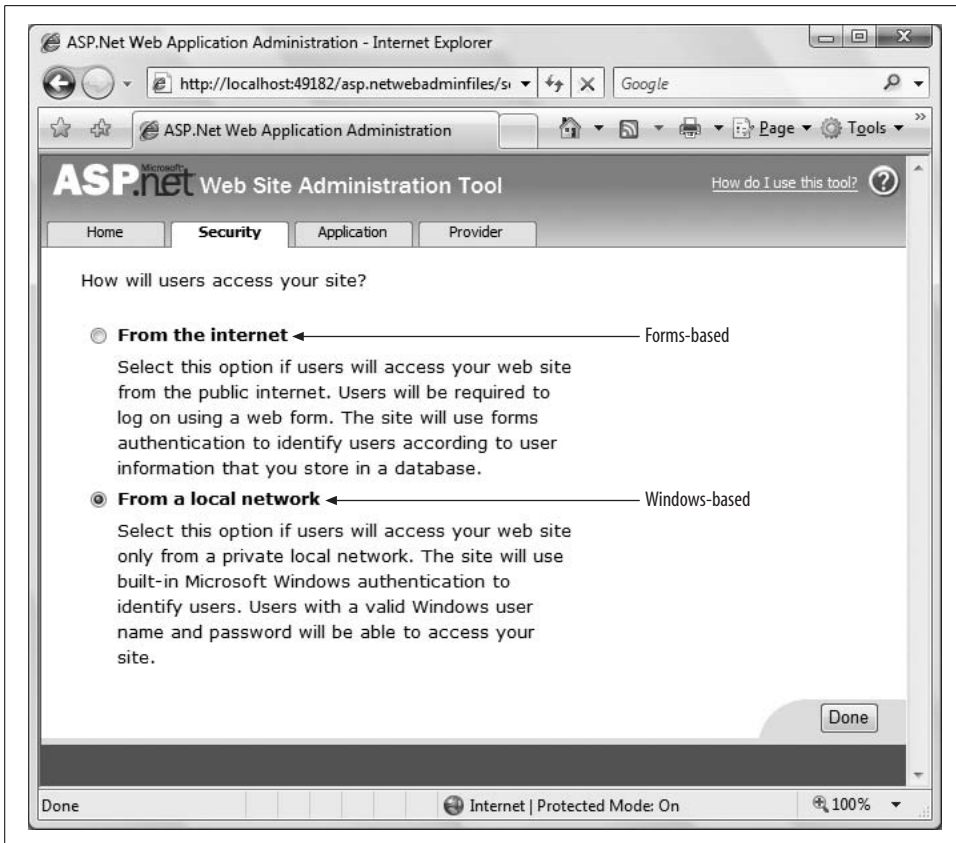 ASP.Net Web Application Administration - Internet Explorer
http://localhost:49182/asp.netwebadminfiles/s
Google
ASP.Net Web Application Administration
Page
Tools
»
Microsoft
ASP.net Web Site Administration Tool
How do I use this tool? ?
Home Security Application Provider
How will users access your site?
From the internet
Forms-based
Select this option if users will access your web site
from the public internet. Users will be required to
log on using a web form. The site will use forms
authentication to identify users according to user
information that you store in a database.
From a local network
Windows-based
Select this option if users will access your web site
only from a private local network. The site will use
built-in Microsoft Windows authentication to
identify users. Users with a valid Windows user
name and password will be able to access your
site.
Done
Done
Internet | Protected Mode: On
100%